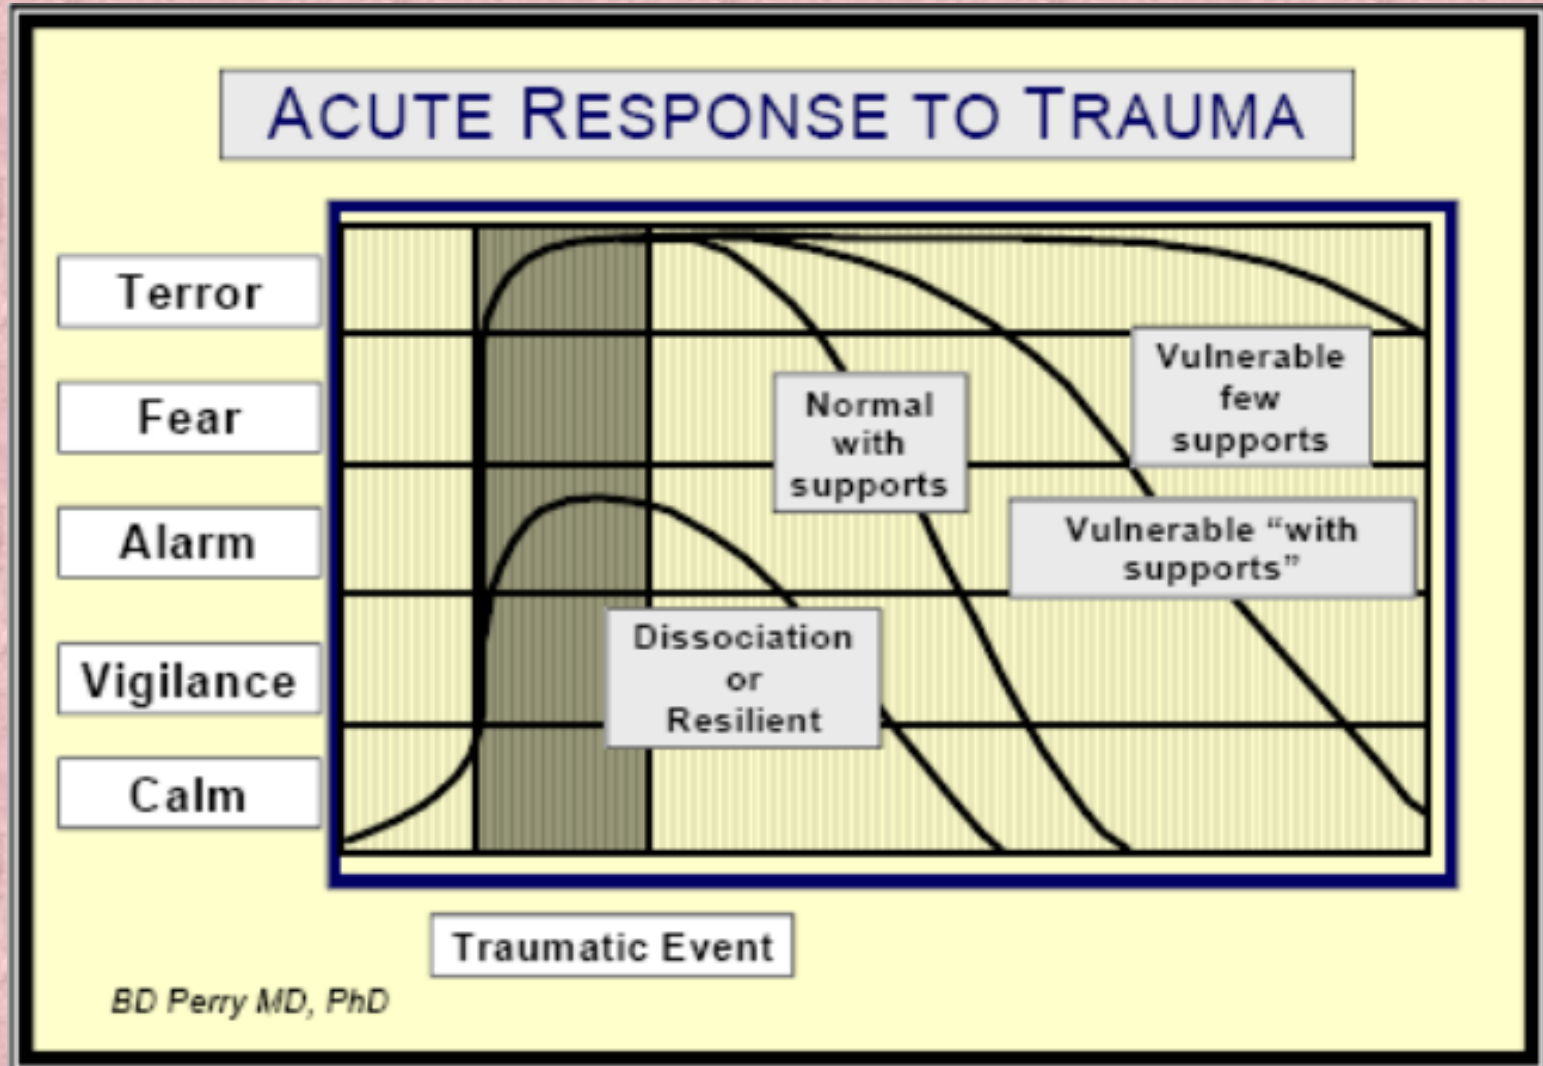 ACUTE RESPONSE TO TRAUMA
Terror
Fear
Alarm
Vigilance
Calm
Normal
with
supports
Vulnerable
few
supports
Vulnerable “with
supports”
Dissociation
or
Resilient
Traumatic Event
BD Perry MD, PhD